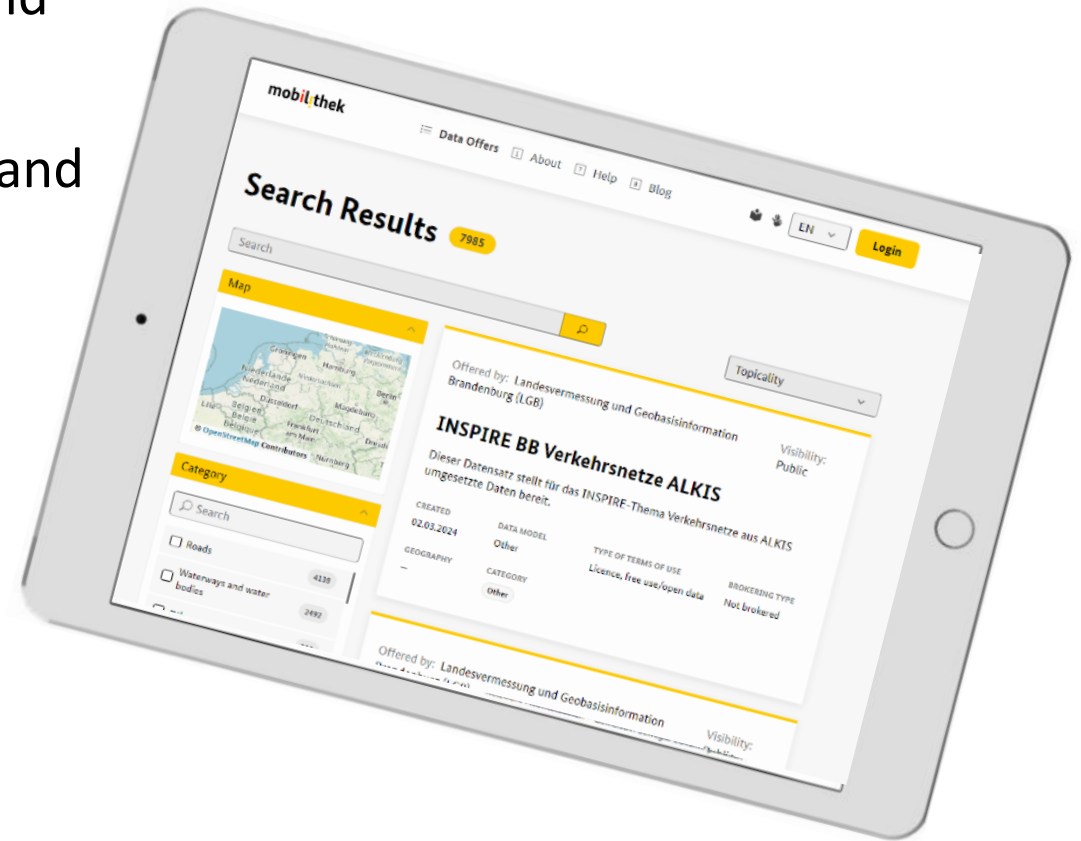 and
mobilithek
Data Offers
About
Help
Blog
EN
Login
Search Results
7985
Search
Map
Groningen
Hamburg
Niederlande
Nederland
Berlin
Düsseldorf
Magdeburg
België
Belgique
Deutschland
Frankfurt
am Main
Nürnberg
© OpenStreetMap Contributors
Topicality
Offered by: Landesvermessung und Geobasisinformation
Brandenburg (LGB)
Visibility:
Public
INSPIRE BB Verkehrsnetze ALKIS
Dieser Datensatz stellt für das INSPIRE-Thema Verkehrsnetze aus ALKIS
umgesetzte Daten bereit.
CREATED
02.03.2024
DATA MODEL
Other
TYPE OF TERMS OF USE
Licence, free use/open data
BROKERING TYPE
Not brokered
GEOGRAPHY
—
CATEGORY
Other
Category
Search
Roads
4110
Waterways and water
bodies
2492
Offered by: Landesvermessung und Geobasisinformation
Visibility: